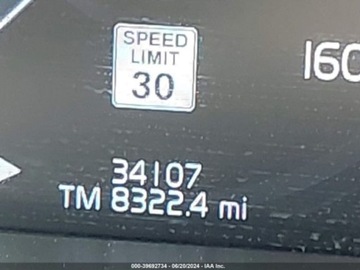 SPEED
LIMIT
30
160
34107
TM 8322.4 mi
000-39692734 - 06/20/2024 - IAA Inc.